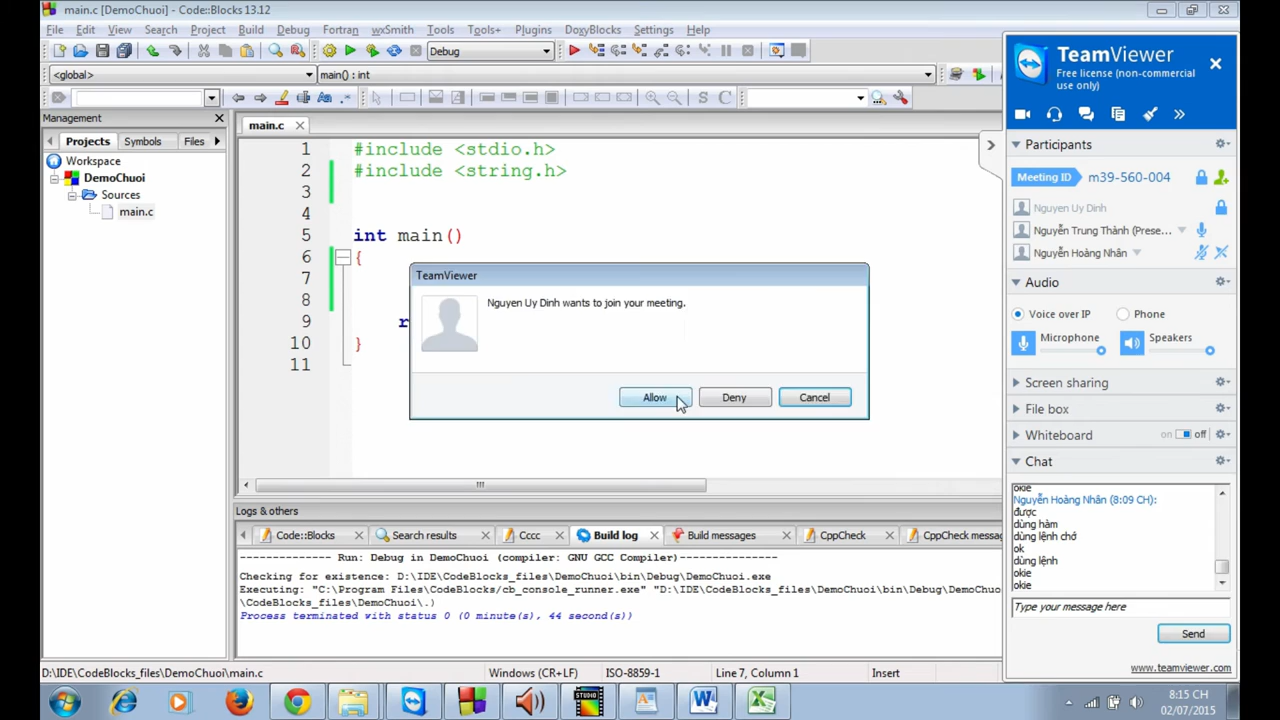 main.c [DemoChuoi] - Code::Blocks 13.12
File Edit View Search Project Build Debug Fortran wxSmith Tools Tools+ Plugins DoxyBlocks Settings Help
Debug
<global> main() : int
Management
Projects Symbols Files
Workspace
DemoChuoi
Sources
main.c
main.c
1 #include <stdio.h>
2 #include <string.h>
3
4
5 int main()
6 {
7
8
9 r
10 }
11
TeamViewer
Nguyen Uy Dinh wants to join your meeting.
Allow Deny Cancel
TeamViewer
Free license (non-commercial
use only)
Participants
Meeting ID m39-560-004
Nguyen Uy Dinh
Nguyễn Trung Thành (Prese...
Nguyễn Hoàng Nhân
Audio
Voice over IP Phone
Microphone Speakers
Screen sharing
File box
Whiteboard on off
Chat
okie
Nguyễn Hoàng Nhân (8:09 CH):
được
dùng hàm
dùng lệnh chớ
ok
dùng lệnh
okie
okie
Type your message here
Send
www.teamviewer.com
Logs & others
Code::Blocks Search results Cccc Build log Build messages CppCheck CppCheck messag
-------------- Run: Debug in DemoChuoi (compiler: GNU GCC Compiler)---------------
Checking for existence: D:\IDE\CodeBlocks_files\DemoChuoi\bin\Debug\DemoChuoi.exe
Executing: "C:\Program Files\CodeBlocks/cb_console_runner.exe" "D:\IDE\CodeBlocks_files\DemoChuoi\bin\Debug\DemoChuo
\CodeBlocks_files\DemoChuoi\.)
Process terminated with status 0 (0 minute(s), 44 second(s))
D:\IDE\CodeBlocks_files\DemoChuoi\main.c Windows (CR+LF) ISO-8859-1 Line 7, Column 1 Insert
STUDIO
8:15 CH
02/07/2015